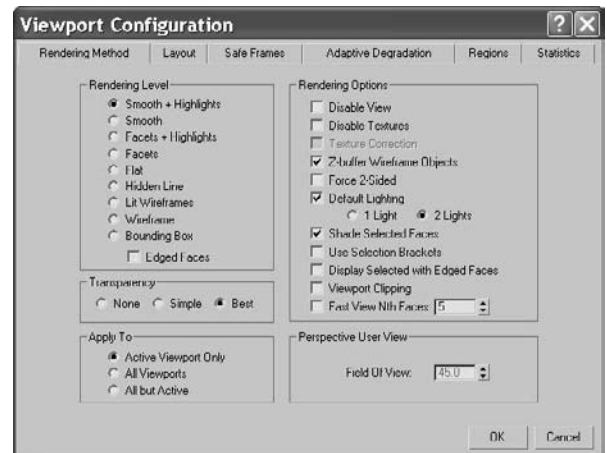 Viewport Configuration
Rendering Method Layout Safe Frames Adaptive Degradation Regions Statistics
Rendering Level
Smooth + Highlights
Smooth
Facets + Highlights
Facets
Flat
Hidden Line
Lit Wireframes
Wireframe
Bounding Box
Edged Faces
Transparency
None Simple Best
Apply To
Active Viewport Only
All Viewports
All but Active
Rendering Options
Disable View
Disable Textures
Texture Correction
Z-buffer Wireframe Objects
Force 2-Sided
Default Lighting
1 Light 2 Lights
Shade Selected Faces
Use Selection Brackets
Display Selected with Edged Faces
Viewport Clipping
Fast View Nth Faces: 5
Perspective User View
Field Of View: 45.0
OK Cancel